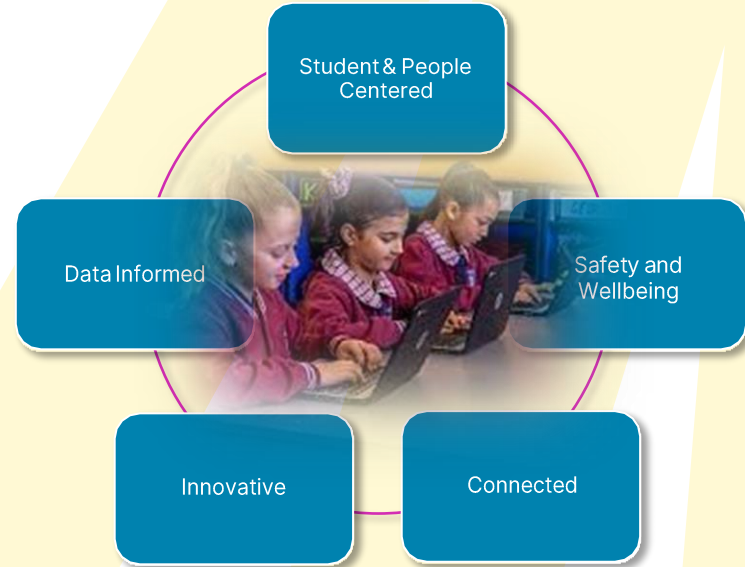 Student & People
Centered
Data Informed
Safety and
Wellbeing
Innovative
Connected